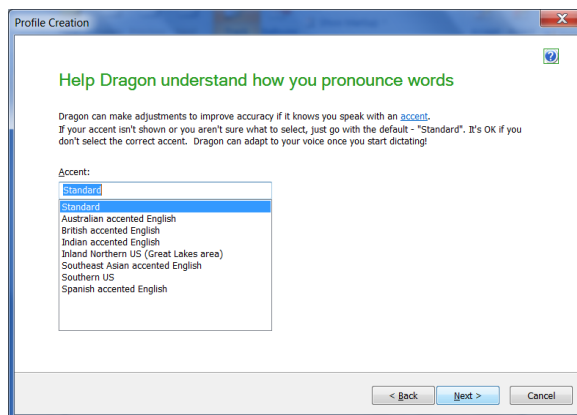 Profile Creation
Help Dragon understand how you pronounce words
Dragon can make adjustments to improve accuracy if it knows you speak with an accent.
If your accent isn't shown or you aren't sure what to select, just go with the default - "Standard". It's OK if you
don't select the correct accent.  Dragon can adapt to your voice once you start dictating!
Accent:
Standard
Standard
Australian accented English
British accented English
Indian accented English
Inland Northern US (Great Lakes area)
Southeast Asian accented English
Southern US
Spanish accented English
< Back Next > Cancel